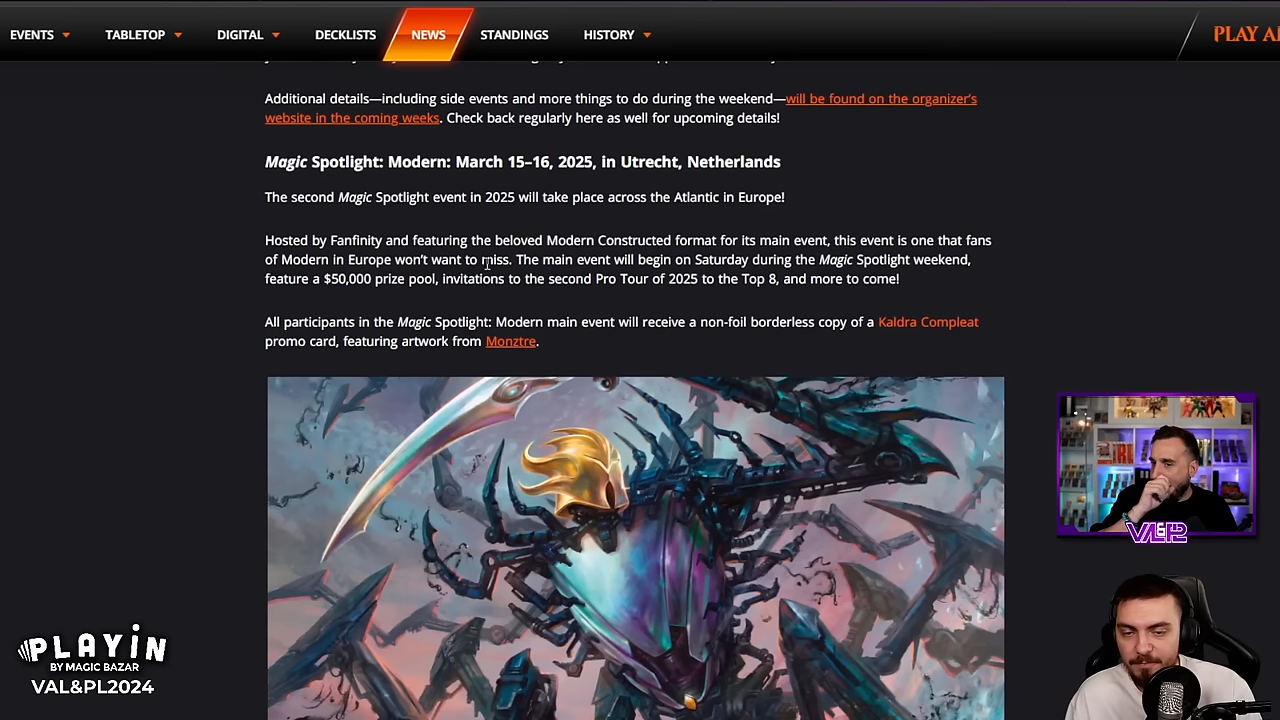 EVENTS TABLETOP DIGITAL DECKLISTS NEWS STANDINGS HISTORY PLAY
Additional details—including side events and more things to do during the weekend—will be found on the organizer's
website in the coming weeks. Check back regularly here as well for upcoming details!
Magic Spotlight: Modern: March 15–16, 2025, in Utrecht, Netherlands
The second Magic Spotlight event in 2025 will take place across the Atlantic in Europe!
Hosted by Fanfinity and featuring the beloved Modern Constructed format for its main event, this event is one that fans
of Modern in Europe won't want to miss. The main event will begin on Saturday during the Magic Spotlight weekend,
feature a $50,000 prize pool, invitations to the second Pro Tour of 2025 to the Top 8, and more to come!
All participants in the Magic Spotlight: Modern main event will receive a non-foil borderless copy of a Kaldra Compleat
promo card, featuring artwork from Monztre.
PLAYIN
BY MAGIC BAZAR
VAL&PL2024